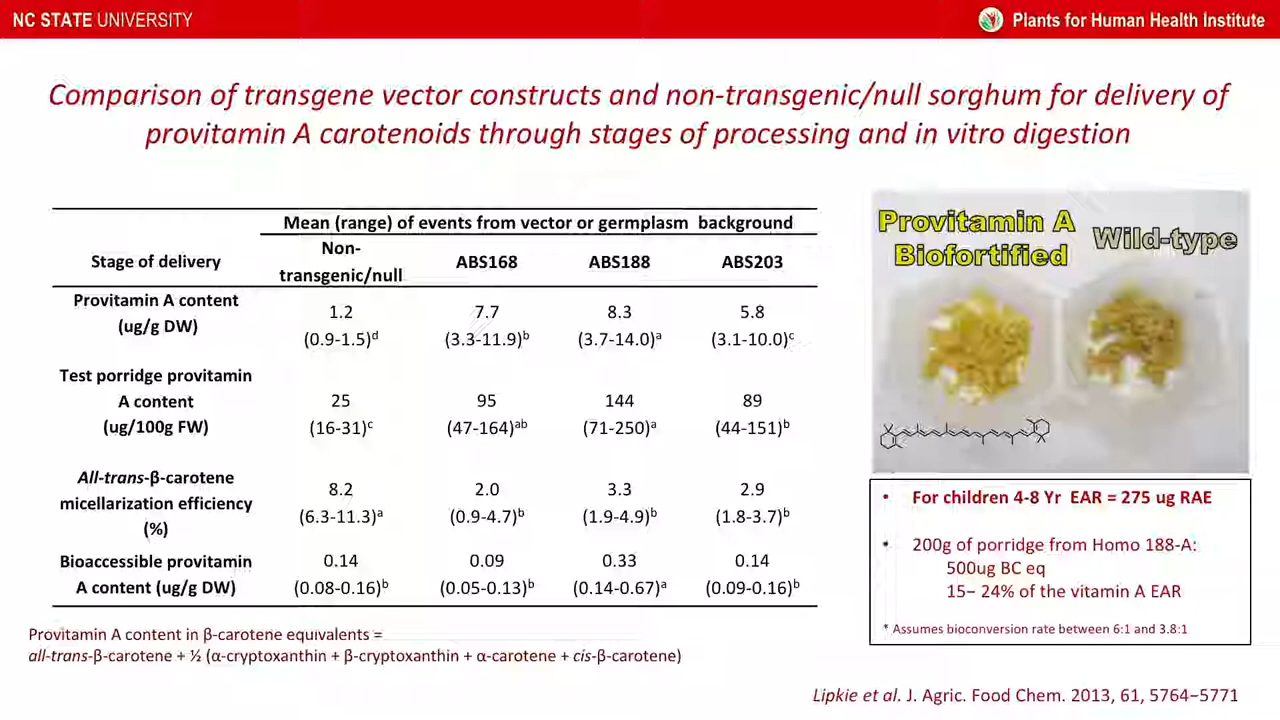 NC STATE UNIVERSITY
Plants for Human Health Institute
Comparison of transgene vector constructs and non-transgenic/null sorghum for delivery of
provitamin A carotenoids through stages of processing and in vitro digestion
Mean (range) of events from vector or germplasm background
Stage of delivery
Non-
transgenic/null
ABS168
ABS188
ABS203
Provitamin A content
(ug/g DW)
1.2
(0.9-1.5)ᵈ
7.7
(3.3-11.9)ᵇ
8.3
(3.7-14.0)ᵃ
5.8
(3.1-10.0)ᶜ
Test porridge provitamin
A content
(ug/100g FW)
25
(16-31)ᶜ
95
(47-164)ᵃᵇ
144
(71-250)ᵃ
89
(44-151)ᵇ
All-trans-β-carotene
micellarization efficiency
(%)
8.2
(6.3-11.3)ᵃ
2.0
(0.9-4.7)ᵇ
3.3
(1.9-4.9)ᵇ
2.9
(1.8-3.7)ᵇ
Bioaccessible provitamin
A content (ug/g DW)
0.14
(0.08-0.16)ᵇ
0.09
(0.05-0.13)ᵇ
0.33
(0.14-0.67)ᵃ
0.14
(0.09-0.16)ᵇ
Provitamin A content in β-carotene equivalents =
all-trans-β-carotene + ½ (α-cryptoxanthin + β-cryptoxanthin + α-carotene + cis-β-carotene)
Provitamin A
Biofortified
Wild-type
• For children 4-8 Yr EAR = 275 ug RAE
• 200g of porridge from Homo 188-A:
500ug BC eq
15− 24% of the vitamin A EAR
* Assumes bioconversion rate between 6:1 and 3.8:1
Lipkie et al. J. Agric. Food Chem. 2013, 61, 5764−5771